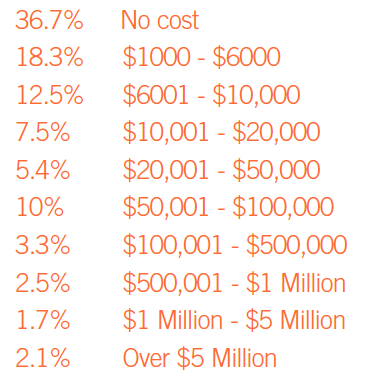 36.7% No cost
18.3% $1000 - $6000
12.5% $6001 - $10,000
7.5% $10,001 - $20,000
5.4% $20,001 - $50,000
10% $50,001 - $100,000
3.3% $100,001 - $500,000
2.5% $500,001 - $1 Million
1.7% $1 Million - $5 Million
2.1% Over $5 Million